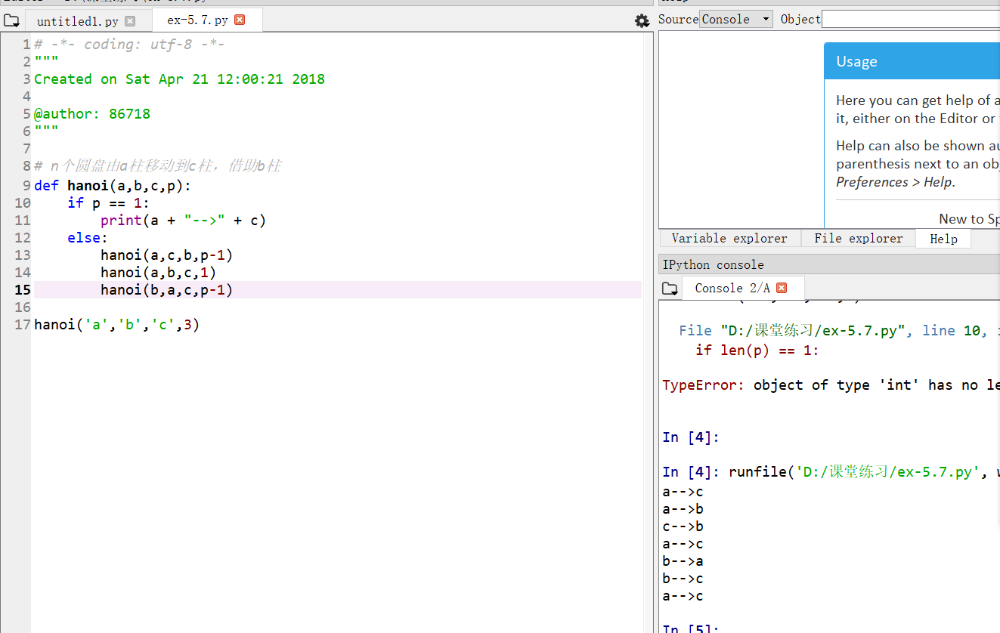 untitled1.py
ex-5.7.py
1# -*- coding: utf-8 -*-
2"""
3Created on Sat Apr 21 12:00:21 2018
4
5@author: 86718
6"""
7
8# n个圆盘由a柱移动到c柱，借助b柱
9def hanoi(a,b,c,p):
10    if p == 1:
11        print(a + "-->" + c)
12    else:
13        hanoi(a,c,b,p-1)
14        hanoi(a,b,c,1)
15        hanoi(b,a,c,p-1)
16
17hanoi('a','b','c',3)
Source Console Object
Usage
Here you can get help of a
it, either on the Editor or
Help can also be shown au
parenthesis next to an obj
Preferences > Help.
New to Sp
Variable explorer File explorer Help
IPython console
Console 2/A
File "D:/课堂练习/ex-5.7.py", line 10,
if len(p) == 1:
TypeError: object of type 'int' has no le
In [4]:
In [4]: runfile('D:/课堂练习/ex-5.7.py', w
a-->c
a-->b
c-->b
a-->c
b-->a
b-->c
a-->c
In [5]: